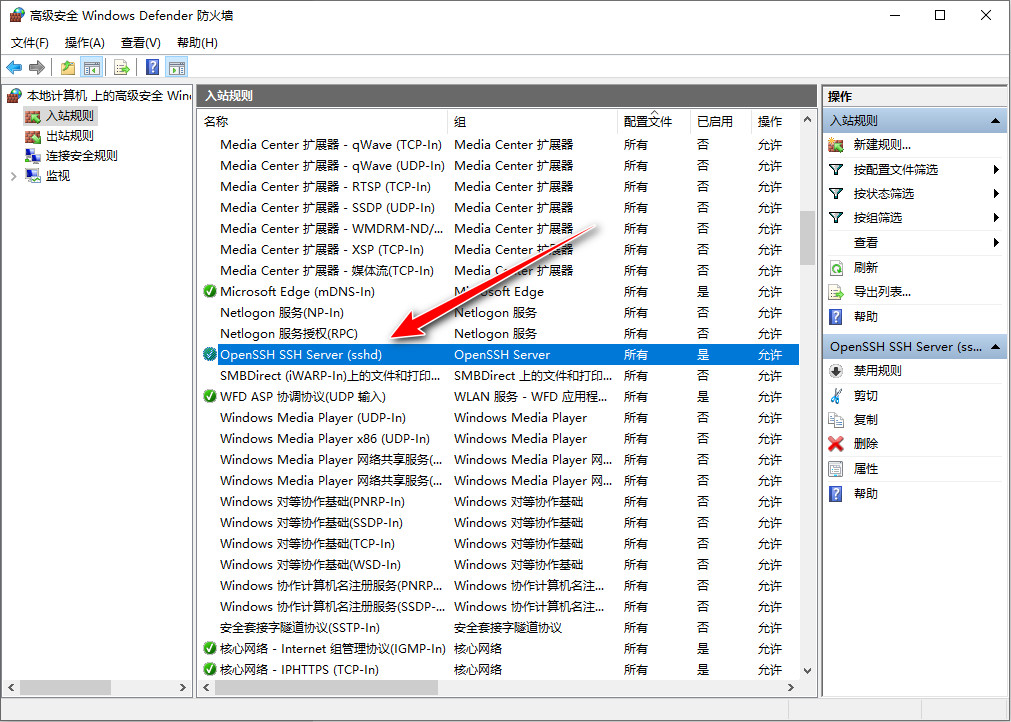 高级安全 Windows Defender 防火墙
文件(F) 操作(A) 查看(V) 帮助(H)
本地计算机 上的高级安全 Win
入站规则
出站规则
连接安全规则
监视
入站规则
名称 组 配置文件 已启用 操作
Media Center 扩展器 - qWave (TCP-In) Media Center 扩展器 所有 否 允许
Media Center 扩展器 - qWave (UDP-In) Media Center 扩展器 所有 否 允许
Media Center 扩展器 - RTSP (TCP-In) Media Center 扩展器 所有 否 允许
Media Center 扩展器 - SSDP (UDP-In) Media Center 扩展器 所有 否 允许
Media Center 扩展器 - WMDRM-ND/... Media Center 扩展器 所有 否 允许
Media Center 扩展器 - XSP (TCP-In) Media Center 扩展器 所有 否 允许
Media Center 扩展器 - 媒体流(TCP-In) Media Center 扩展器 所有 否 允许
Microsoft Edge (mDNS-In) Microsoft Edge 所有 是 允许
Netlogon 服务(NP-In) Netlogon 服务 所有 否 允许
Netlogon 服务授权(RPC) Netlogon 服务 所有 否 允许
OpenSSH SSH Server (sshd) OpenSSH Server 所有 是 允许
SMBDirect (iWARP-In)上的文件和打印... SMBDirect 上的文件和打印... 所有 否 允许
WFD ASP 协调协议(UDP 输入) WLAN 服务 - WFD 应用程... 所有 是 允许
Windows Media Player (UDP-In) Windows Media Player 所有 否 允许
Windows Media Player x86 (UDP-In) Windows Media Player 所有 否 允许
Windows Media Player 网络共享服务(... Windows Media Player 网... 所有 否 允许
Windows Media Player 网络共享服务(... Windows Media Player 网... 所有 否 允许
Windows 对等协作基础(PNRP-In) Windows 对等协作基础 所有 否 允许
Windows 对等协作基础(SSDP-In) Windows 对等协作基础 所有 否 允许
Windows 对等协作基础(TCP-In) Windows 对等协作基础 所有 否 允许
Windows 对等协作基础(WSD-In) Windows 对等协作基础 所有 否 允许
Windows 协作计算机名注册服务(PNRP... Windows 协作计算机名注... 所有 否 允许
Windows 协作计算机名注册服务(SSDP-... Windows 协作计算机名注... 所有 否 允许
安全套接字隧道协议(SSTP-In) 安全套接字隧道协议 所有 否 允许
核心网络 - Internet 组管理协议(IGMP-In) 核心网络 所有 是 允许
核心网络 - IPHTTPS (TCP-In) 核心网络 所有 是 允许
操作
入站规则
新建规则...
按配置文件筛选
按状态筛选
按组筛选
查看
刷新
导出列表...
帮助
OpenSSH SSH Server (ss...
禁用规则
剪切
复制
删除
属性
帮助